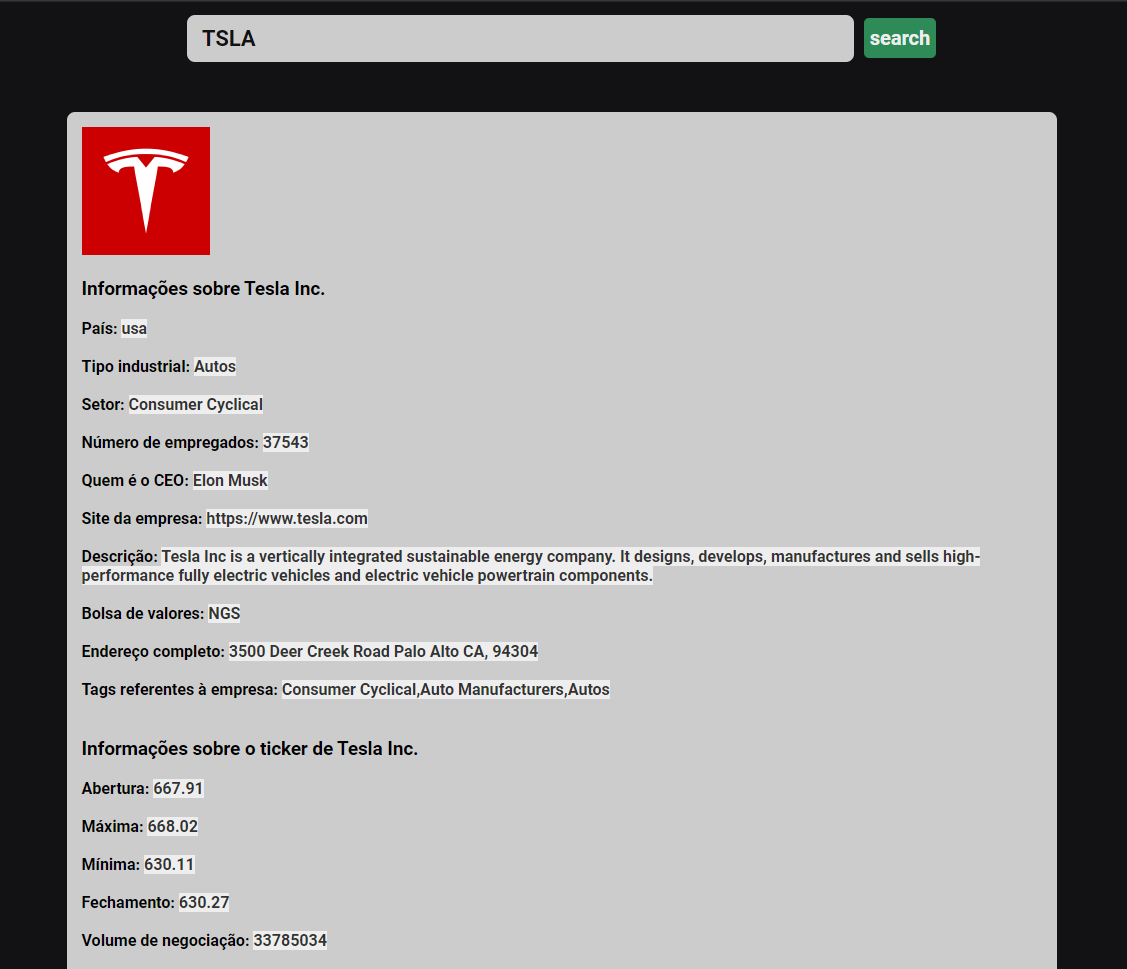 TSLA
search
Informações sobre Tesla Inc.
País: usa
Tipo industrial: Autos
Setor: Consumer Cyclical
Número de empregados: 37543
Quem é o CEO: Elon Musk
Site da empresa: https://www.tesla.com
Descrição: Tesla Inc is a vertically integrated sustainable energy company. It designs, develops, manufactures and sells high-
performance fully electric vehicles and electric vehicle powertrain components.
Bolsa de valores: NGS
Endereço completo: 3500 Deer Creek Road Palo Alto CA, 94304
Tags referentes à empresa: Consumer Cyclical,Auto Manufacturers,Autos
Informações sobre o ticker de Tesla Inc.
Abertura: 667.91
Máxima: 668.02
Mínima: 630.11
Fechamento: 630.27
Volume de negociação: 33785034